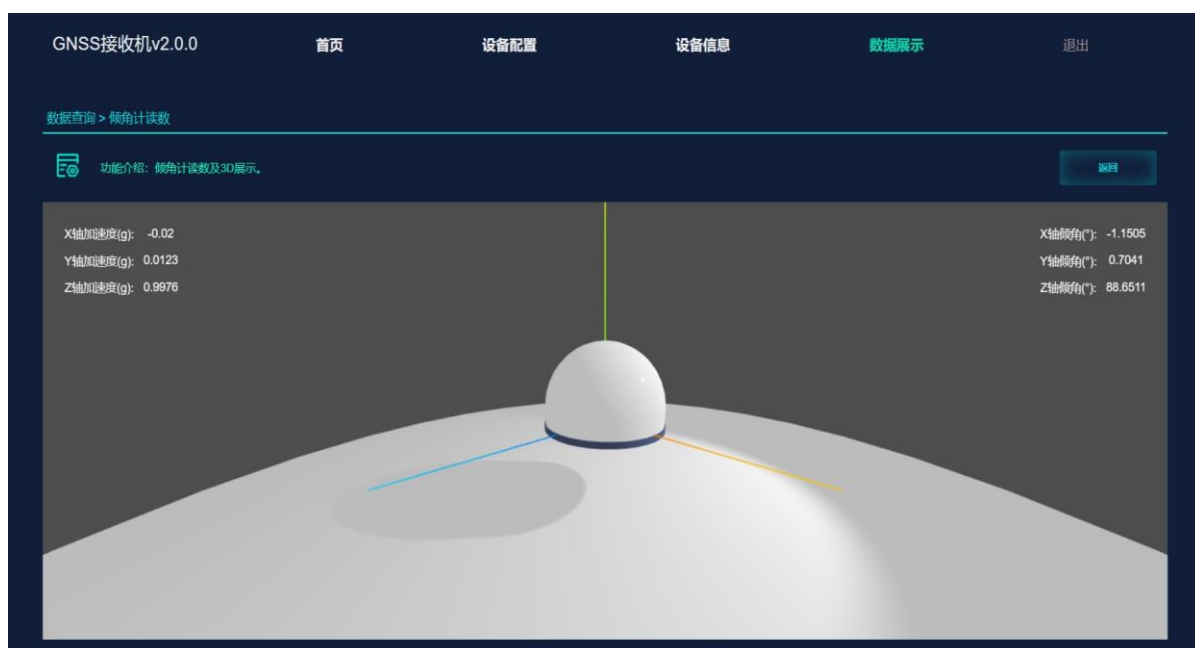 GNSS接收机v2.0.0 首页 设备配置 设备信息 数据展示 退出
数据查询 > 倾角计读数
功能介绍：倾角计读数及3D展示。 返回
X轴加速度(g): -0.02 X轴倾角(°): -1.1505
Y轴加速度(g): 0.0123 Y轴倾角(°): 0.7041
Z轴加速度(g): 0.9976 Z轴倾角(°): 88.6511